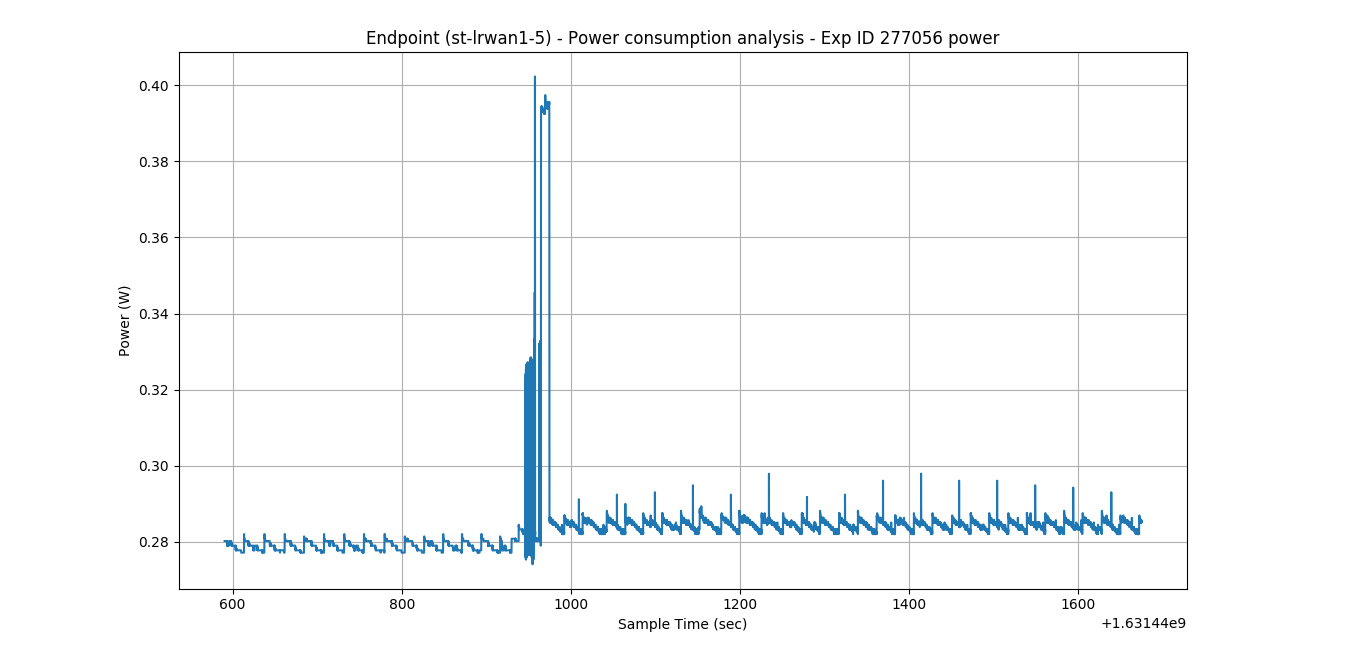 Endpoint (st-lrwan1-5) - Power consumption analysis - Exp ID 277056 power
0.40
0.38
0.36
0.34
0.32
0.30
0.28
Power (W)
600 800 1000 1200 1400 1600
Sample Time (sec)
+1.63144e9